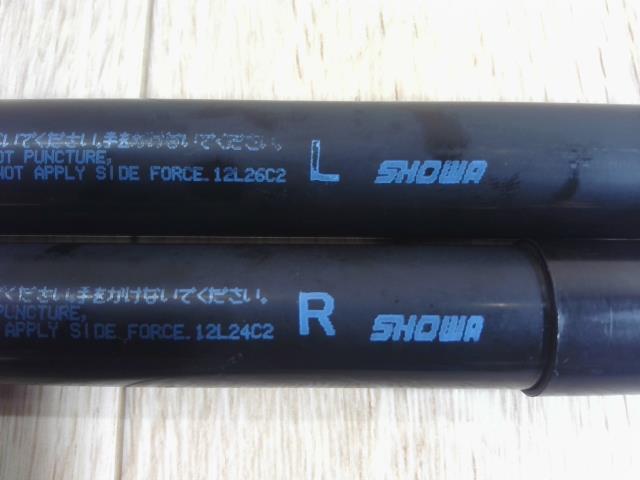 いでください。手をかけないでください。
OT PUNCTURE,
NOT APPLY SIDE FORCE. 12L26C2
L
SHOWA
ください。手をかけないでください。
PUNCTURE,
APPLY SIDE FORCE. 12L24C2
R
SHOWA